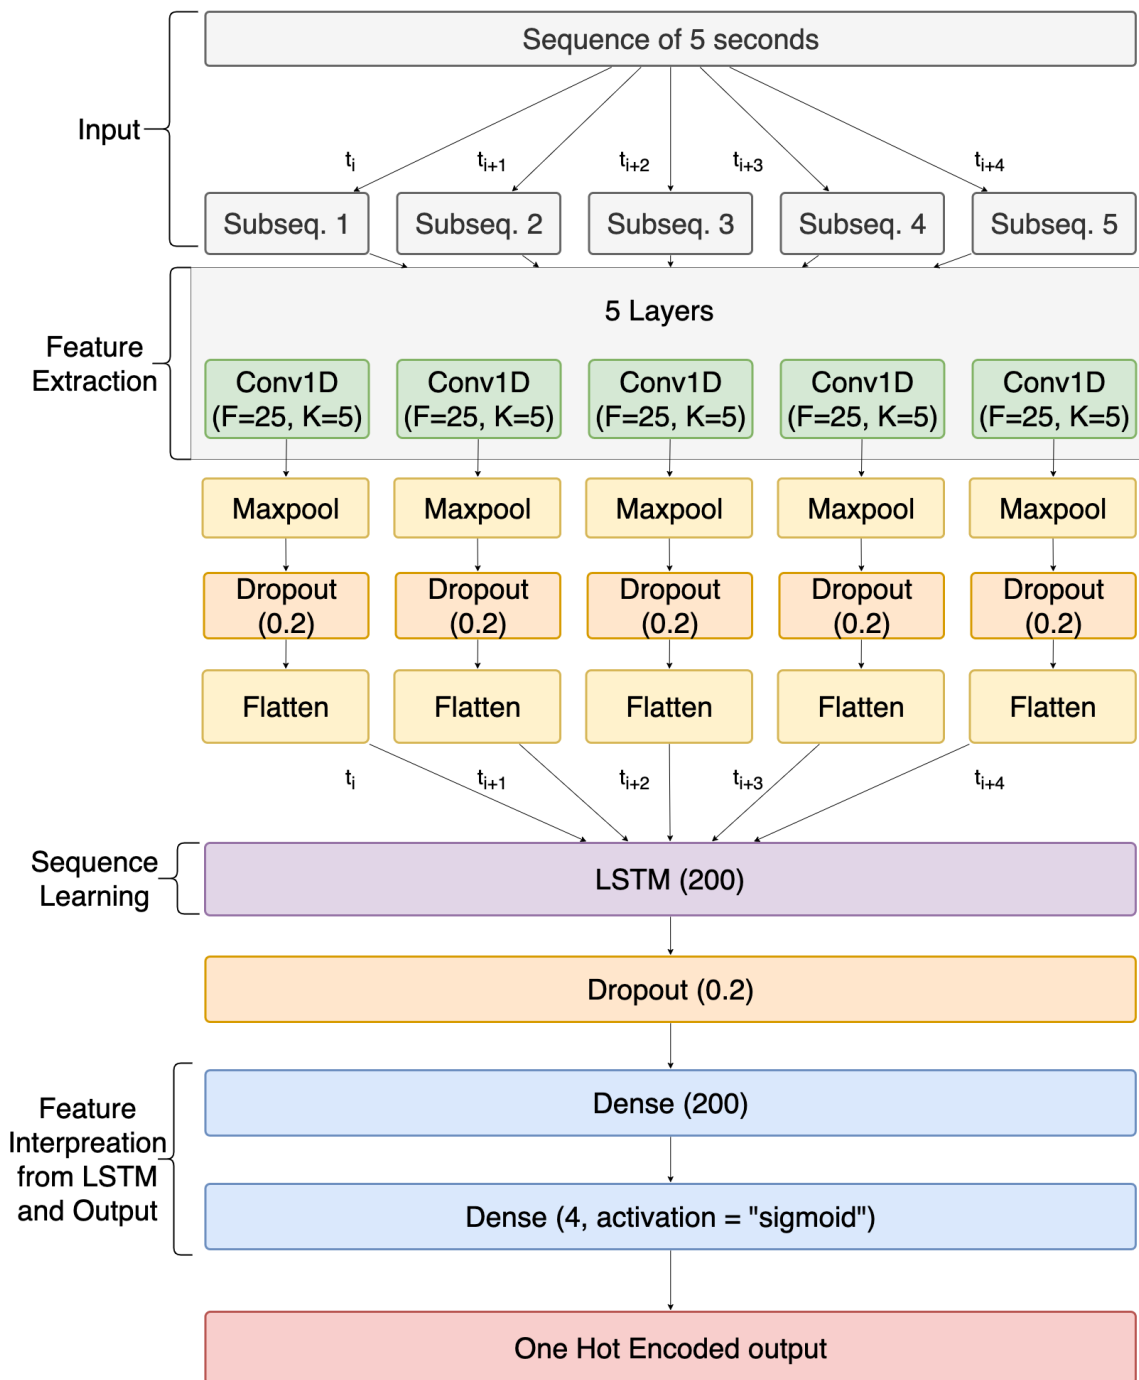 Sequence of 5 seconds
Input
ti
ti+1
ti+2
ti+3
ti+4
Subseq. 1
Subseq. 2
Subseq. 3
Subseq. 4
Subseq. 5
5 Layers
Feature
Extraction
Conv1D
(F=25, K=5)
Conv1D
(F=25, K=5)
Conv1D
(F=25, K=5)
Conv1D
(F=25, K=5)
Conv1D
(F=25, K=5)
Maxpool
Maxpool
Maxpool
Maxpool
Maxpool
Dropout
(0.2)
Dropout
(0.2)
Dropout
(0.2)
Dropout
(0.2)
Dropout
(0.2)
Flatten
Flatten
Flatten
Flatten
Flatten
ti
ti+1
ti+2
ti+3
ti+4
Sequence
Learning
LSTM (200)
Dropout (0.2)
Feature
Interpreation
from LSTM
and Output
Dense (200)
Dense (4, activation = "sigmoid")
One Hot Encoded output